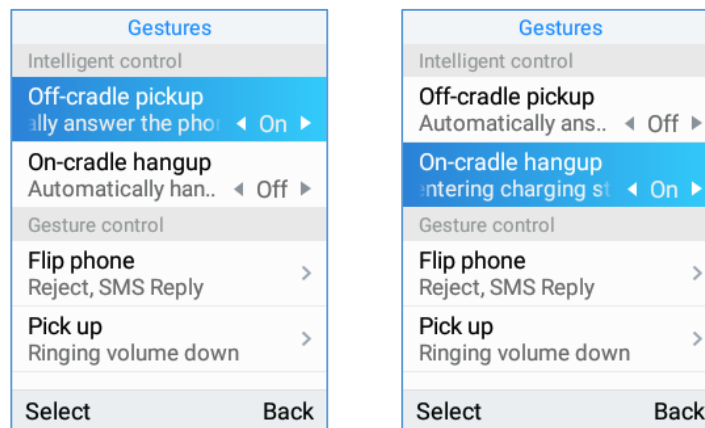 Gestures
Intelligent control
Off-cradle pickup
ally answer the phor On
On-cradle hangup
Automatically han.. Off
Gesture control
Flip phone
Reject, SMS Reply
Pick up
Ringing volume down
Select Back
Gestures
Intelligent control
Off-cradle pickup
Automatically ans.. Off
On-cradle hangup
entering charging st On
Gesture control
Flip phone
Reject, SMS Reply
Pick up
Ringing volume down
Select Back